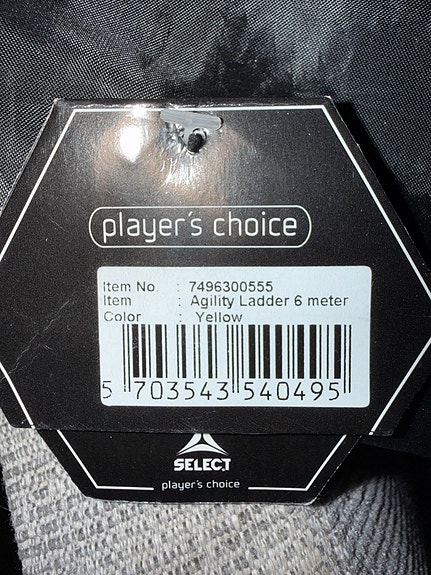 player's choice
Item No : 7496300555
Item : Agility Ladder 6 meter
Color : Yellow
5 703543 540495
SELECT
player's choice